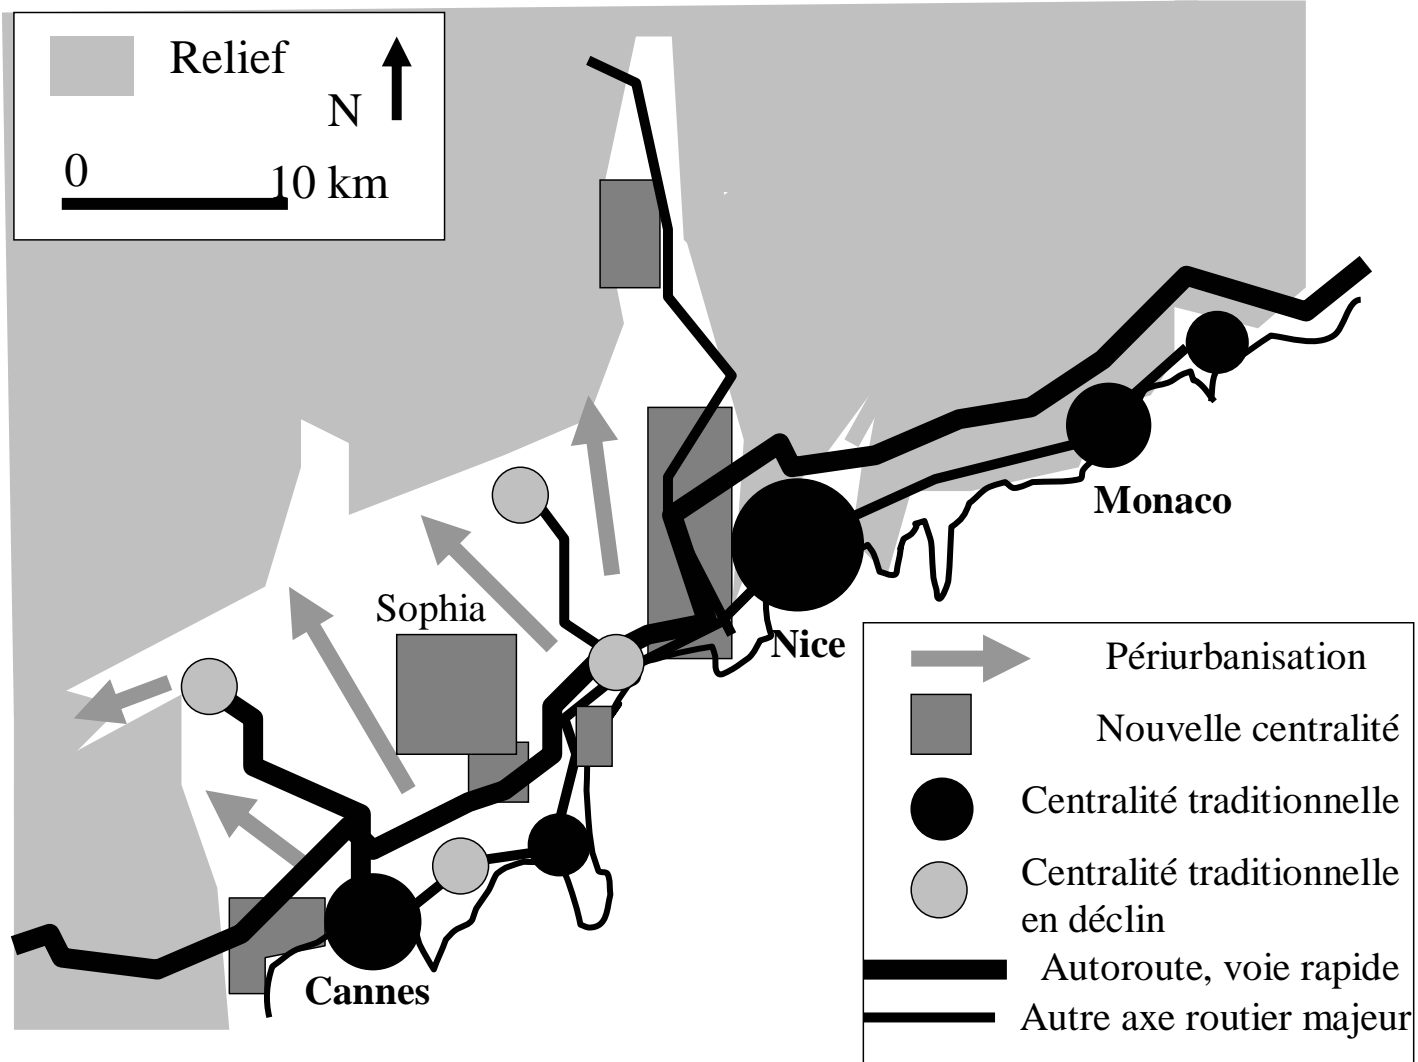 Relief
N
0
10 km
Monaco
Sophia
Nice
Cannes
Périurbanisation
Nouvelle centralité
Centralité traditionnelle
Centralité traditionnelle
en déclin
Autoroute, voie rapide
Autre axe routier majeur